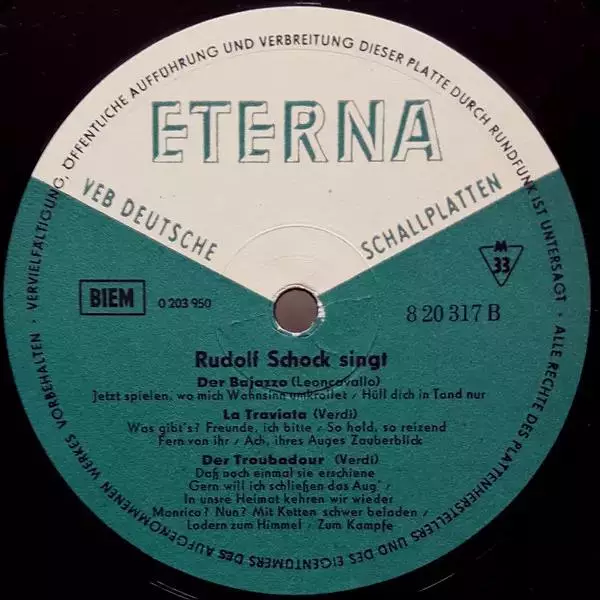 VERVIELFÄLTIGUNG, ÖFFENTLICHE AUFFÜHRUNG UND VERBREITUNG DIESER PLATTE DURCH RUNDFUNK IST UNTERSAGT · ALLE RECHTE DES PLATTENHERSTELLERS UND DES EIGENTÜMERS DES AUFGENOMMENEN WERKES VORBEHALTEN ·
ETERNA
VEB DEUTSCHE SCHALLPLATTEN
M
33
BIEM
0 203 950
8 20 317 B
Rudolf Schock singt
Der Bajazzo (Leoncavallo)
Jetzt spielen, wo mich Wahnsinn umkrallet / Hüll dich in Tand nur
La Traviata (Verdi)
Was gibt's? Freunde, ich bitte / So hold, so reizend
Fern von ihr / Ach, ihres Auges Zauberblick
Der Troubadour (Verdi)
Daß noch einmal sie erschiene
Gern will ich schließen das Aug' /
In unsre Heimat kehren wir wieder
Manrico? Nun? Mit Ketten schwer beladen /
Lodern zum Himmel / Zum Kampfe